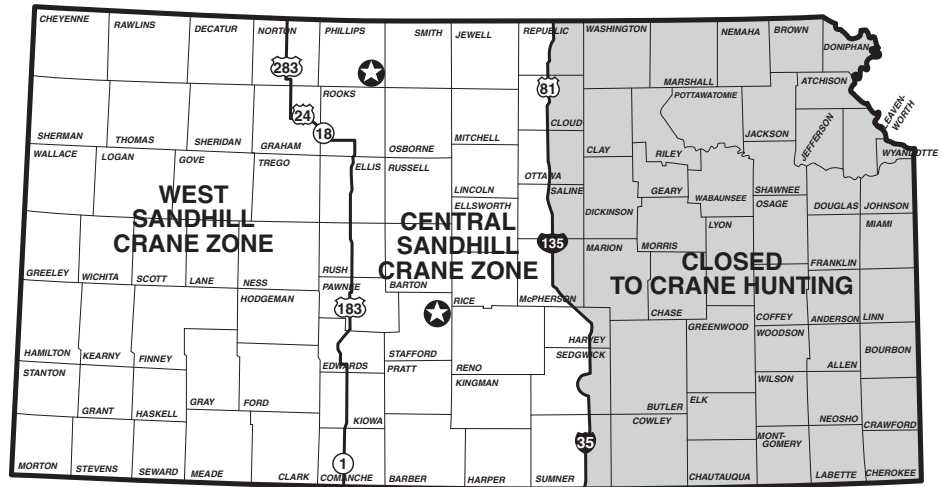 CHEYENNE
RAWLINS
DECATUR
NORTON
PHILLIPS
SMITH
JEWELL
REPUBLIC
WASHINGTON
MARSHALL
NEMAHA
BROWN
DONIPHAN
283
81
ATCHISON
POTTAWATOMIE
LEAVEN-
WORTH
ROOKS
24
18
CLOUD
SHERMAN
THOMAS
SHERIDAN
GRAHAM
OSBORNE
MITCHELL
CLAY
RILEY
JACKSON
JEFFERSON
WYANDOTTE
WALLACE
LOGAN
GOVE
TREGO
ELLIS
RUSSELL
LINCOLN
OTTAWA
SALINE
DICKINSON
GEARY
WABAUNSEE
SHAWNEE
OSAGE
DOUGLAS
JOHNSON
ELLSWORTH
WEST
SANDHILL
CRANE ZONE
CENTRAL
SANDHILL
CRANE ZONE
CLOSED
TO CRANE HUNTING
LYON
MIAMI
135
MARION
MORRIS
FRANKLIN
GREELEY
WICHITA
SCOTT
LANE
NESS
RUSH
PAWNEE
BARTON
HODGEMAN
183
RICE
McPHERSON
CHASE
COFFEY
ANDERSON
LINN
GREENWOOD
WOODSON
HAMILTON
KEARNY
FINNEY
EDWARDS
STAFFORD
PRATT
RENO
KINGMAN
HARVEY
SEDGWICK
ALLEN
BOURBON
STANTON
GRANT
HASKELL
GRAY
FORD
KIOWA
BUTLER
COWLEY
ELK
WILSON
NEOSHO
CRAWFORD
MONT-
GOMERY
35
1
MORTON
STEVENS
SEWARD
MEADE
CLARK
COMANCHE
BARBER
HARPER
SUMNER
CHAUTAUQUA
LABETTE
CHEROKEE